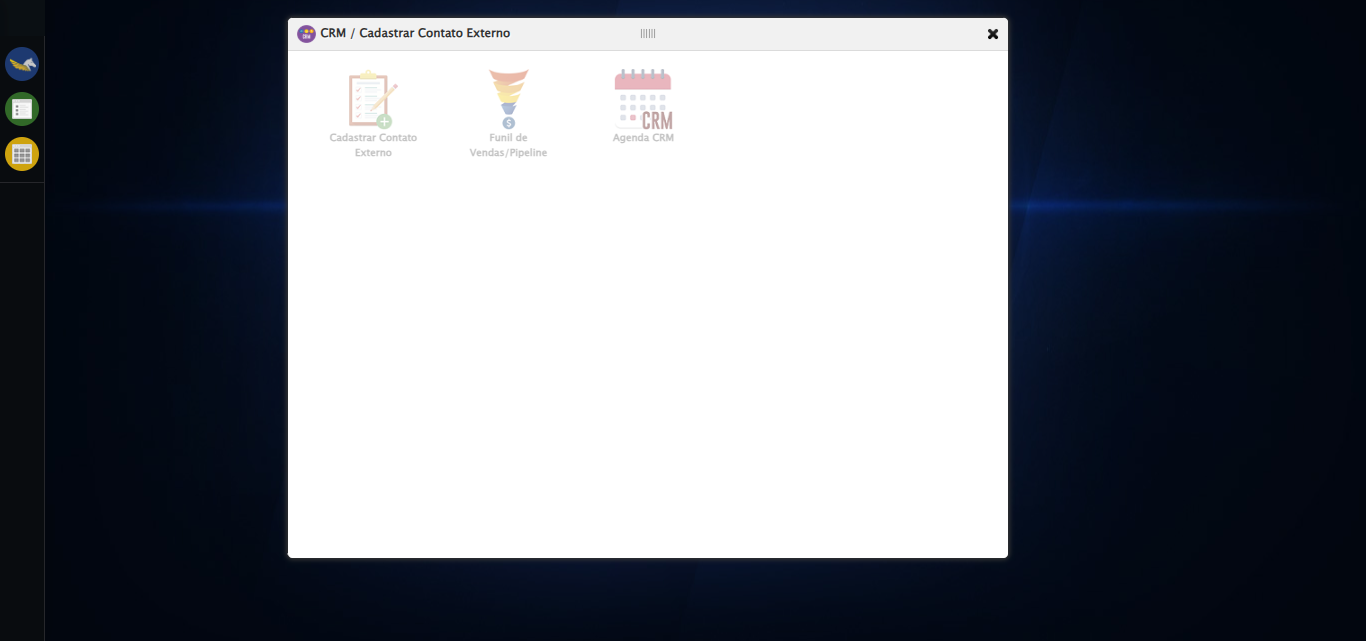 CRM / Cadastrar Contato Externo
Cadastrar Contato
Externo
Funil de
Vendas/Pipeline
CRM
Agenda CRM